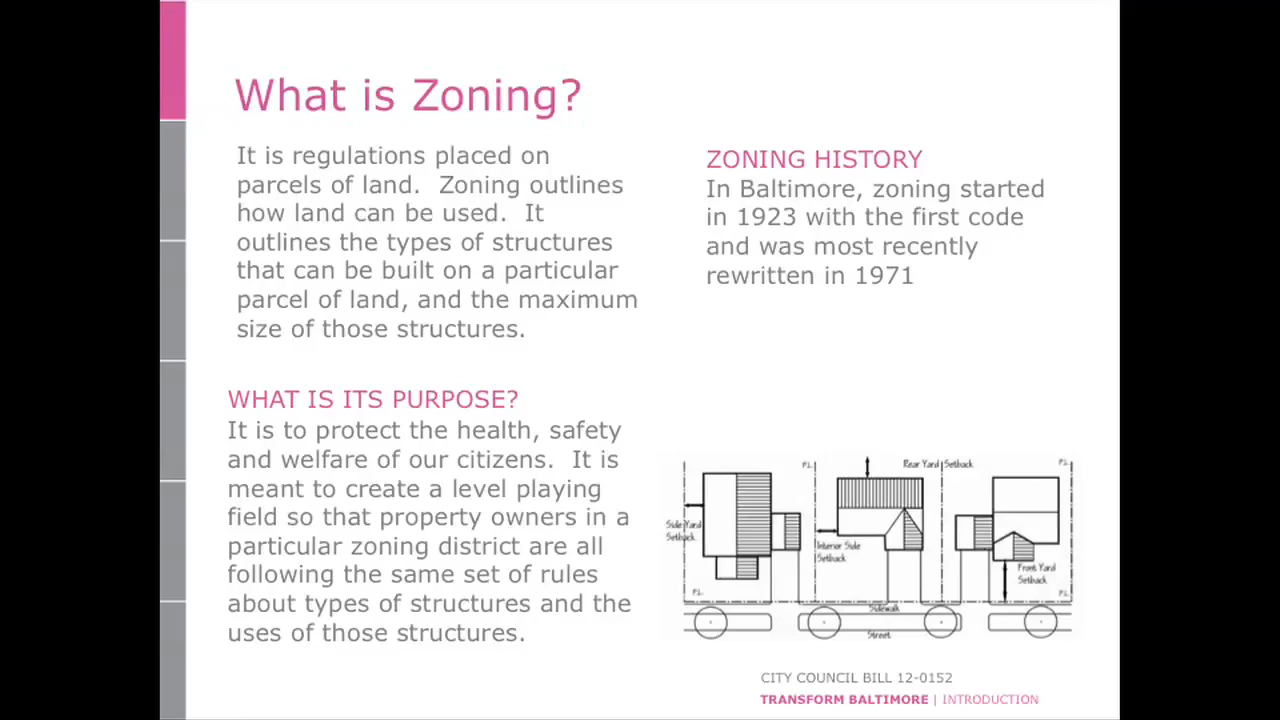 What is Zoning?
It is regulations placed on
parcels of land. Zoning outlines
how land can be used. It
outlines the types of structures
that can be built on a particular
parcel of land, and the maximum
size of those structures.
WHAT IS ITS PURPOSE?
It is to protect the health, safety
and welfare of our citizens. It is
meant to create a level playing
field so that property owners in a
particular zoning district are all
following the same set of rules
about types of structures and the
uses of those structures.
ZONING HISTORY
In Baltimore, zoning started
in 1923 with the first code
and was most recently
rewritten in 1971
P.L.
Rear Yard Setback
P.L.
Side Yard
Setback
Interior Side
Setback
Front Yard
Setback
P.L.
P.L.
Sidewalk
Street
CITY COUNCIL BILL 12-0152
TRANSFORM BALTIMORE | INTRODUCTION